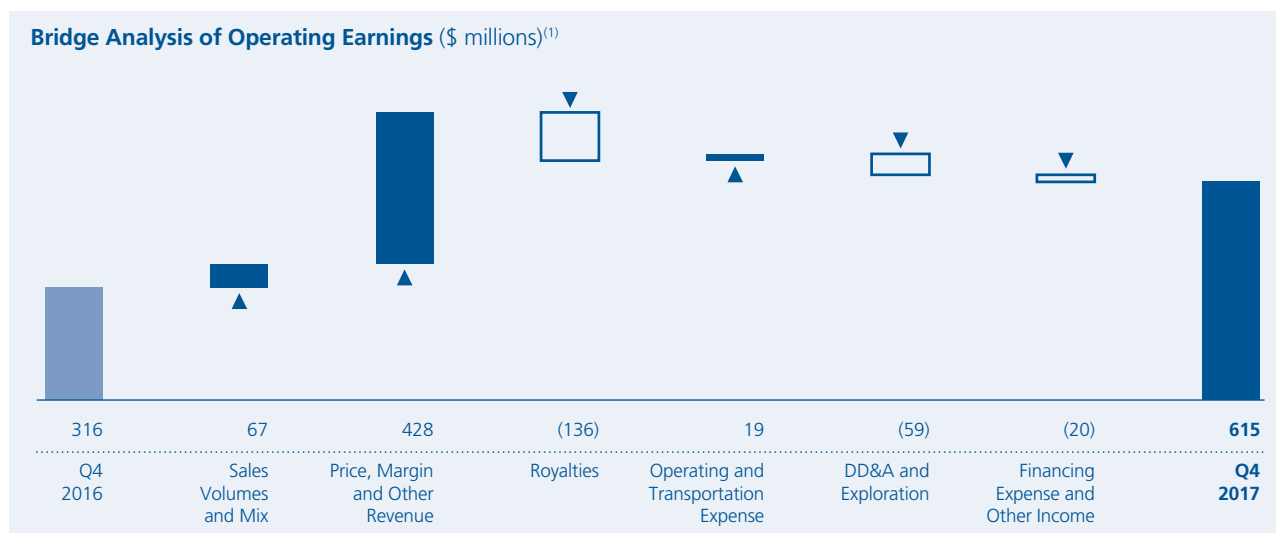 Bridge Analysis of Operating Earnings ($ millions)(1)
316 67 428 (136) 19 (59) (20) 615
Q4
2016
Sales
Volumes
and Mix
Price, Margin
and Other
Revenue
Royalties
Operating and
Transportation
Expense
DD&A and
Exploration
Financing
Expense and
Other Income
Q4
2017